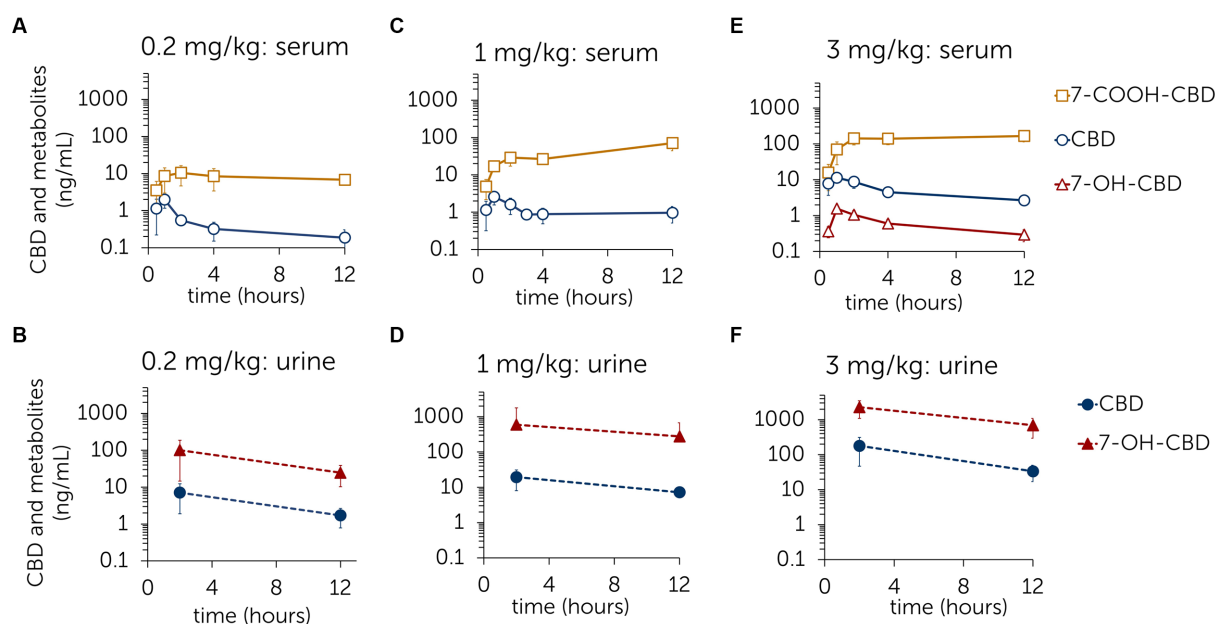 A
0.2 mg/kg: serum
CBD and metabolites
(ng/mL)
1000
100
10
1
0.1
0 4 8 12
time (hours)
C
1 mg/kg: serum
1000
100
10
1
0.1
0 4 8 12
time (hours)
E
3 mg/kg: serum
1000
100
10
1
0.1
0 4 8 12
time (hours)
7-COOH-CBD
CBD
7-OH-CBD
B
0.2 mg/kg: urine
CBD and metabolites
(ng/mL)
1000
100
10
1
0.1
0 4 8 12
time (hours)
D
1 mg/kg: urine
1000
100
10
1
0.1
0 4 8 12
time (hours)
F
3 mg/kg: urine
1000
100
10
1
0.1
0 4 8 12
time (hours)
CBD
7-OH-CBD